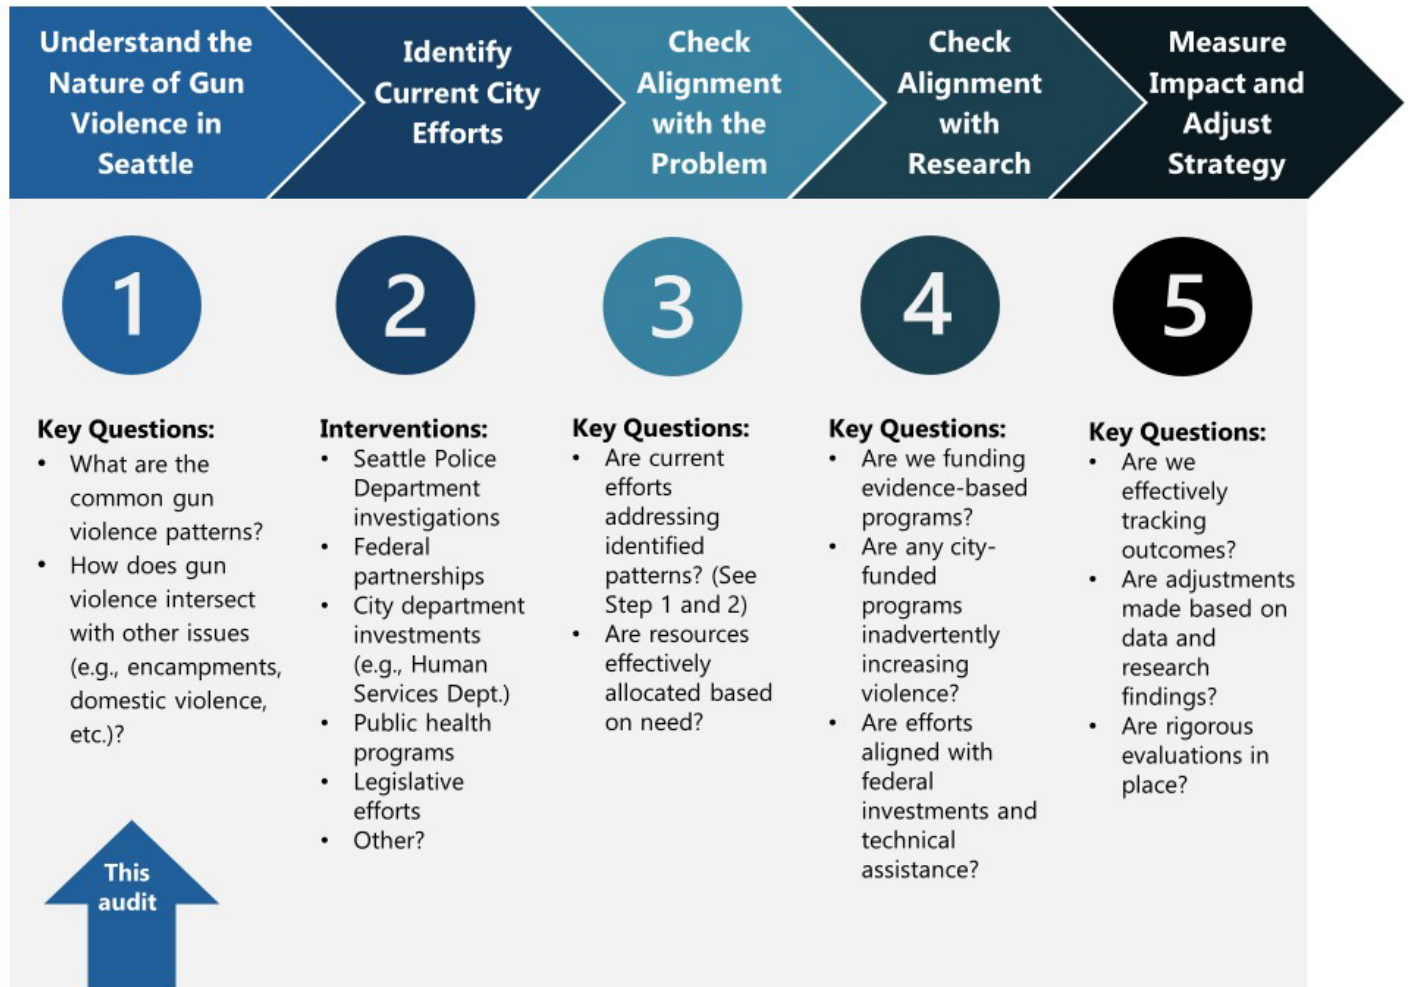 Understand the
Nature of Gun
Violence in
Seattle
Identify
Current City
Efforts
Check
Alignment
with the
Problem
Check
Alignment
with
Research
Measure
Impact and
Adjust
Strategy
1
2
3
4
5
Key Questions:
• What are the
common gun
violence patterns?
• How does gun
violence intersect
with other issues
(e.g., encampments,
domestic violence,
etc.)?
This
audit
Interventions:
• Seattle Police
Department
investigations
• Federal
partnerships
• City department
investments
(e.g., Human
Services Dept.)
• Public health
programs
• Legislative
efforts
• Other?
Key Questions:
• Are current
efforts
addressing
identified
patterns? (See
Step 1 and 2)
• Are resources
effectively
allocated based
on need?
Key Questions:
• Are we funding
evidence-based
programs?
• Are any city-
funded
programs
inadvertently
increasing
violence?
• Are efforts
aligned with
federal
investments and
technical
assistance?
Key Questions:
• Are we
effectively
tracking
outcomes?
• Are adjustments
made based on
data and
research
findings?
• Are rigorous
evaluations in
place?